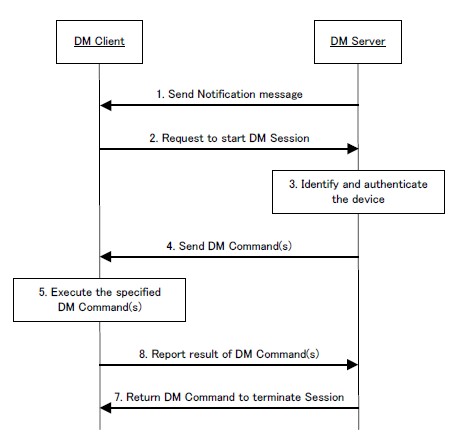 DM Client
DM Server
1. Send Notification message
2. Request to start DM Session
3. Identify and authenticate
the device
4. Send DM Command(s)
5. Execute the specified
DM Command(s)
8. Report result of DM Command(s)
7. Return DM Command to terminate Session